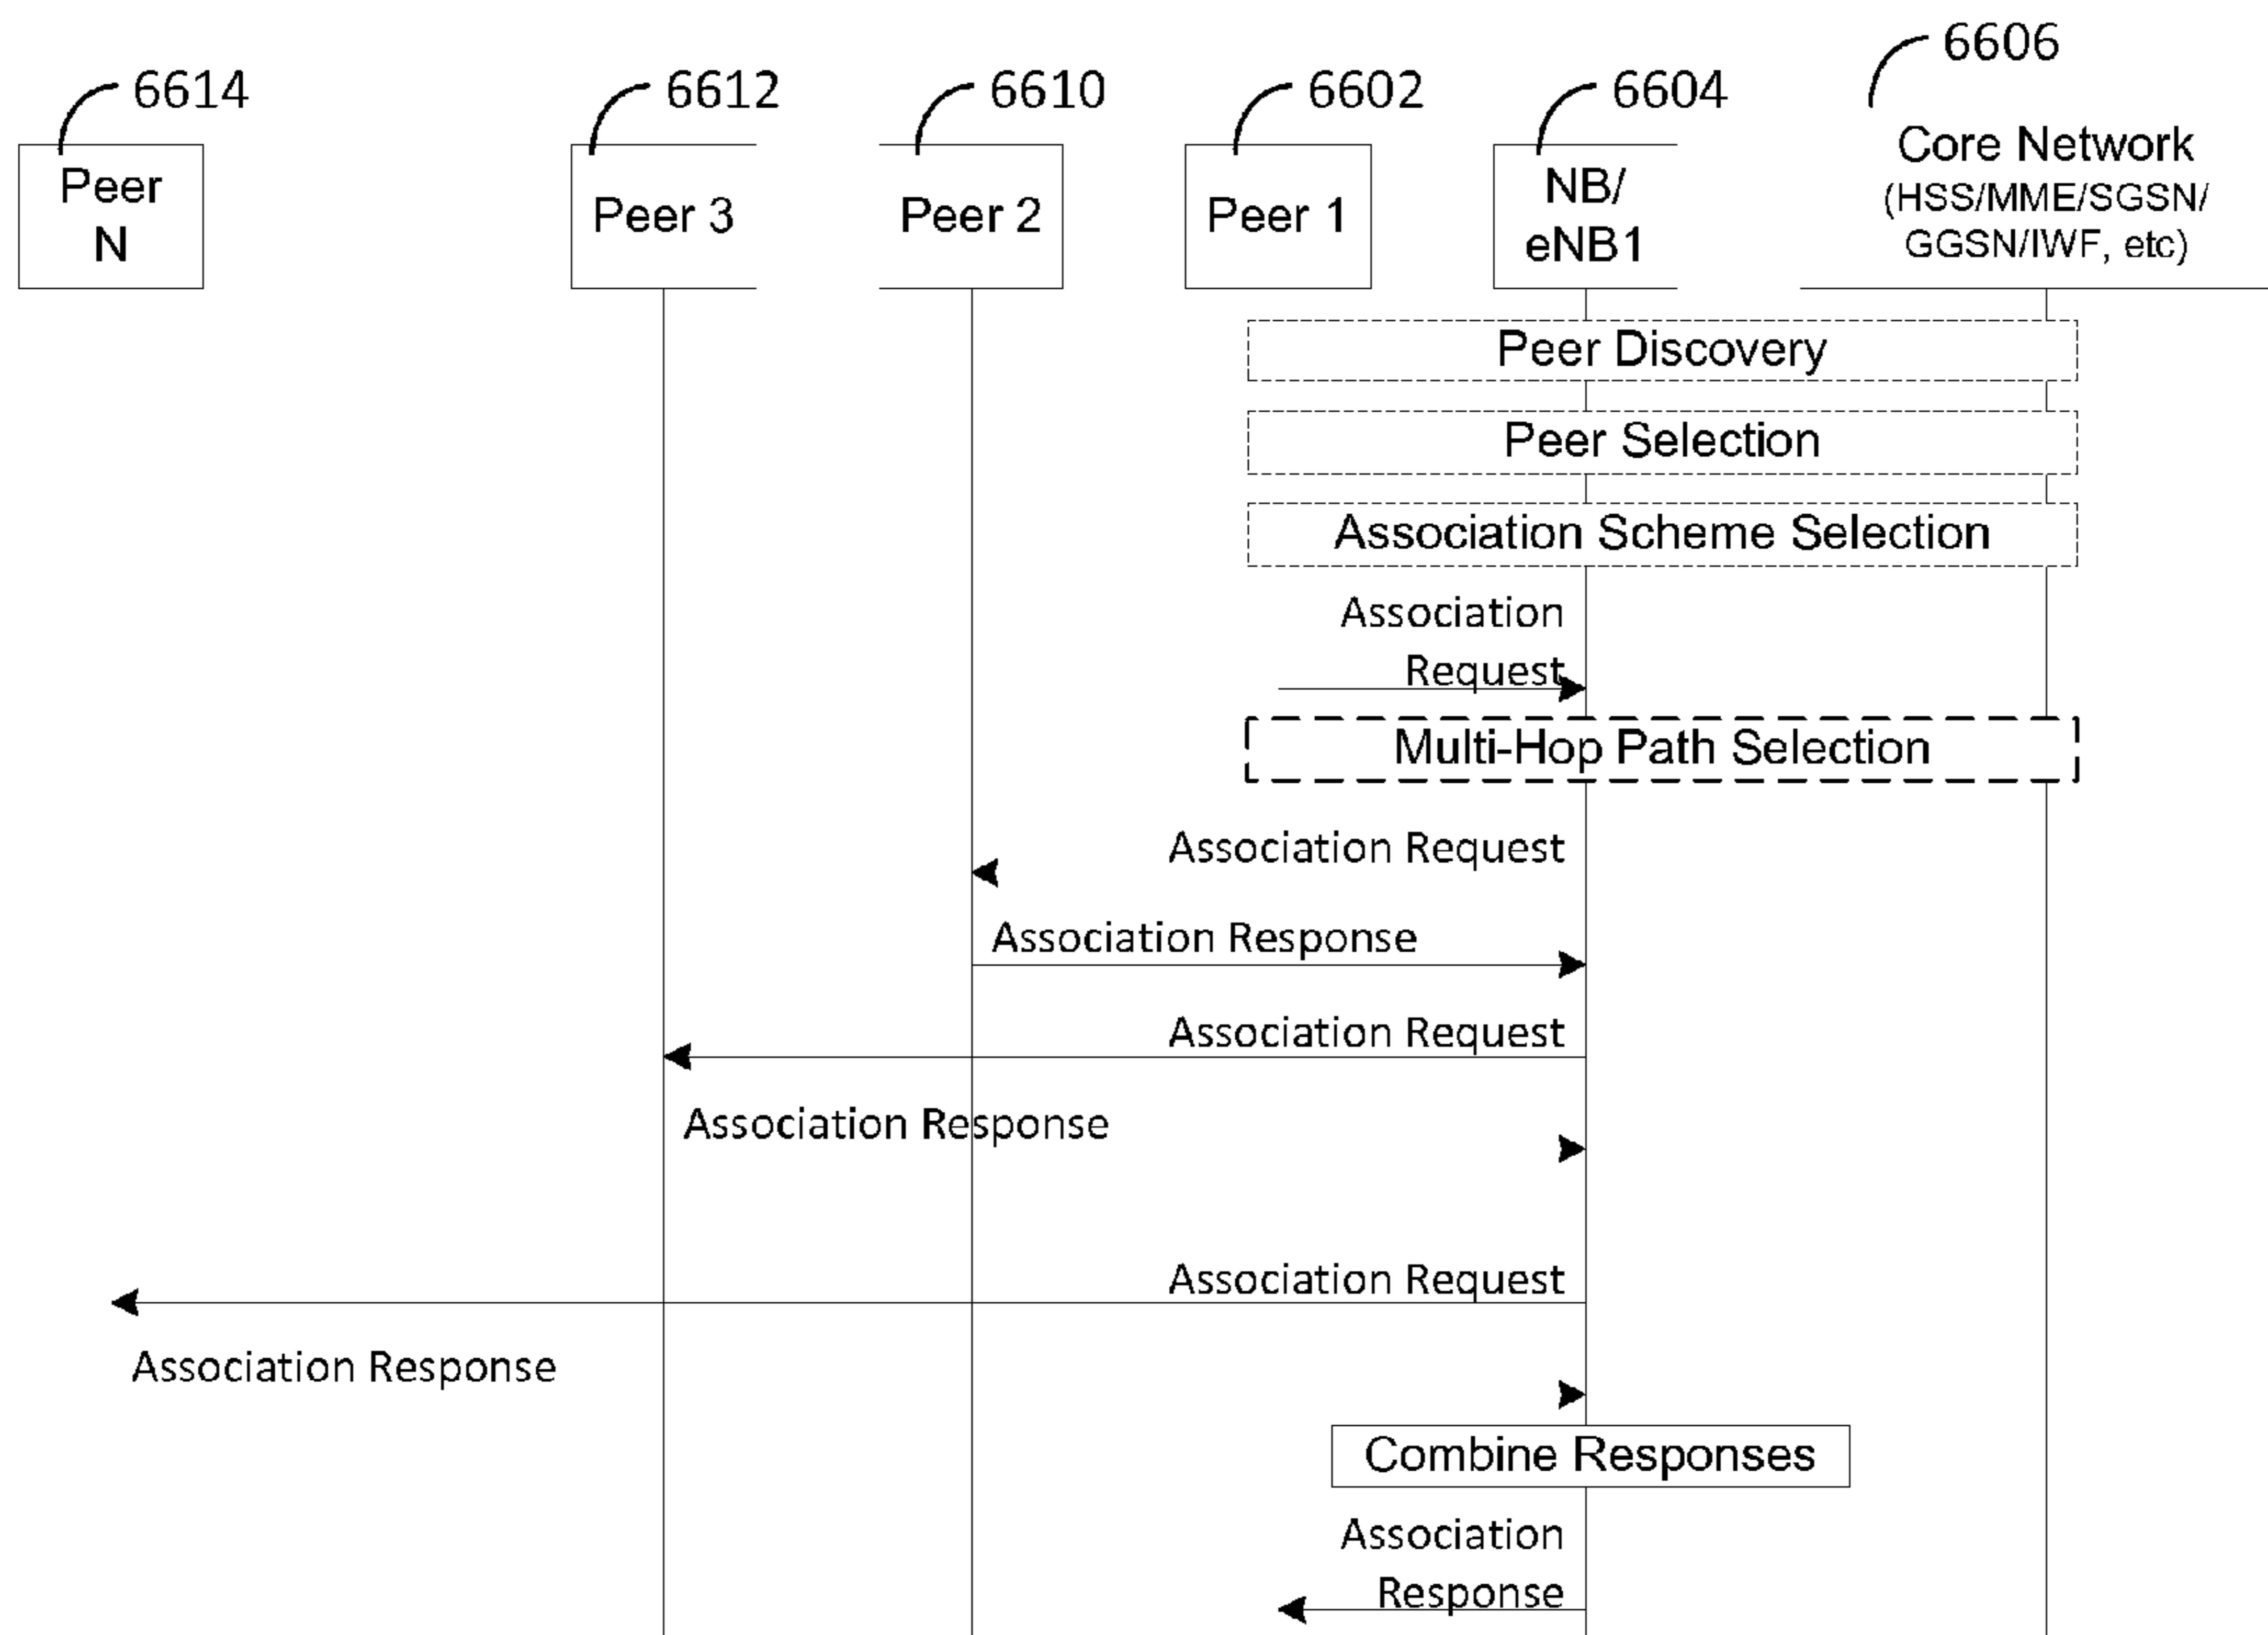 6614
6612
6610
6602
6604
6606
Peer
N
Peer 3
Peer 2
Peer 1
NB/
eNB1
Core Network
(HSS/MME/SGSN/
GGSN/IWF, etc)
Peer Discovery
Peer Selection
Association Scheme Selection
Association
Request
Multi-Hop Path Selection
Association Request
Association Response
Association Request
Association Response
Association Request
Association Response
Combine Responses
Association
Response